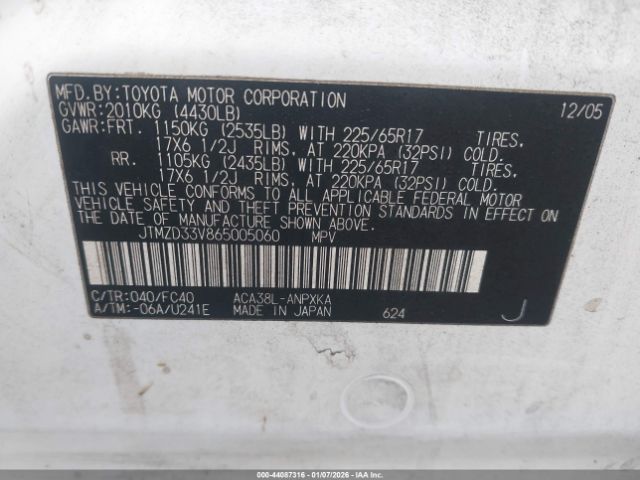 MFD.BY:TOYOTA MOTOR CORPORATION 12/05
GVWR:2010KG (4430LB)
GAWR:FRT. 1150KG (2535LB) WITH 225/65R17 TIRES,
17X6 1/2J RIMS, AT 220KPA (32PSI) COLD.
RR. 1105KG (2435LB) WITH 225/65R17 TIRES,
17X6 1/2J RIMS, AT 220KPA (32PSI) COLD.
THIS VEHICLE CONFORMS TO ALL APPLICABLE FEDERAL MOTOR
VEHICLE SAFETY AND THEFT PREVENTION STANDARDS IN EFFECT ON
THE DATE OF MANUFACTURE SHOWN ABOVE.
JTMZD33V865005060 MPV
C/TR:040/FC40 ACA38L-ANPXKA
A/TM:-06A/U241E MADE IN JAPAN 624 J
000-44087316 - 01/07/2026 - IAAI.com